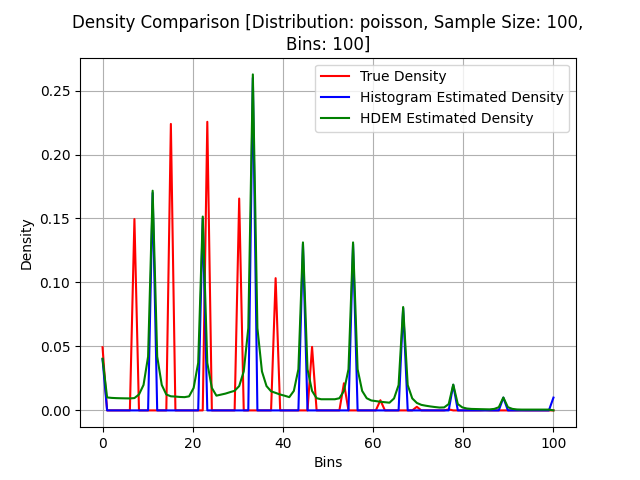 Density Comparison [Distribution: poisson, Sample Size: 100,
Bins: 100]
True Density
Histogram Estimated Density
HDEM Estimated Density
Density
0.25
0.20
0.15
0.10
0.05
0.00
0 20 40 60 80 100
Bins